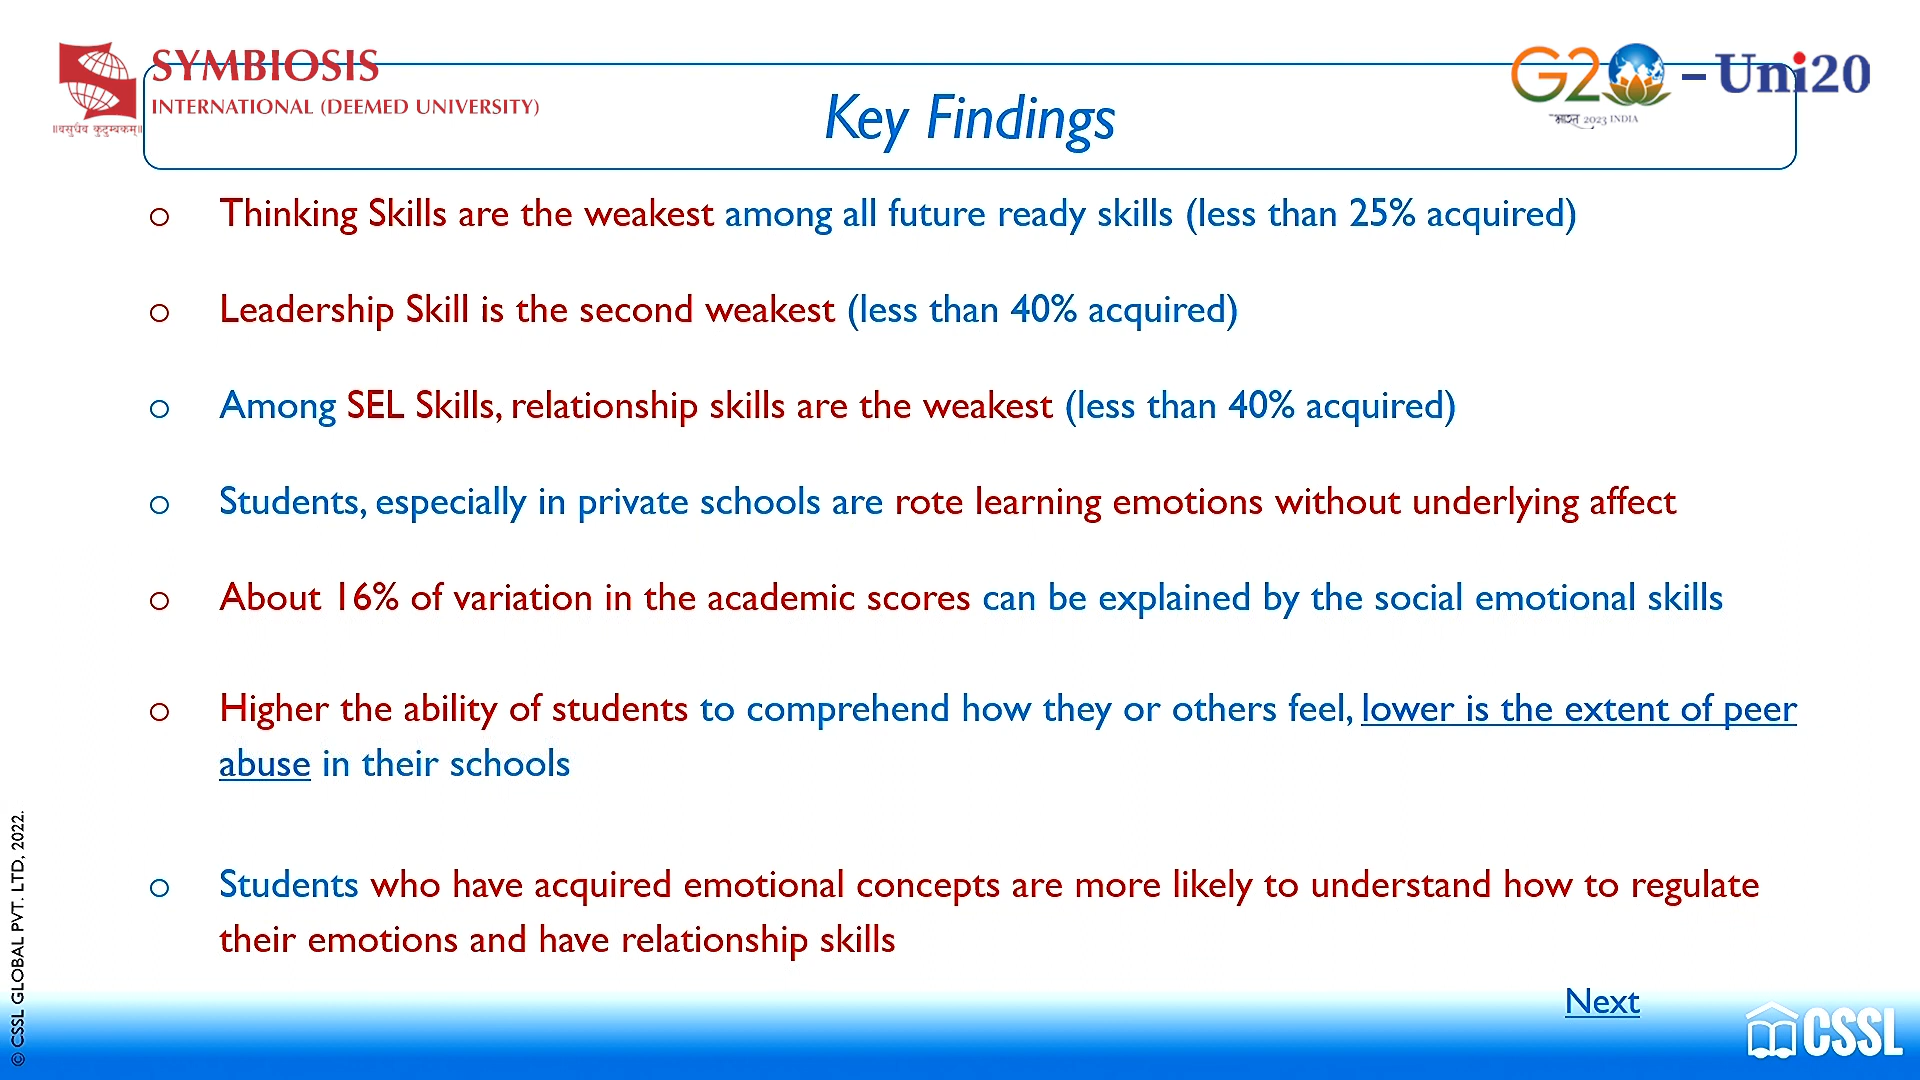 SYMBIOSIS
INTERNATIONAL (DEEMED UNIVERSITY)
॥वसुधैव कुटुम्बकम्॥
G20 – Uni20
भारत 2023 INDIA
Key Findings
o Thinking Skills are the weakest among all future ready skills (less than 25% acquired)
o Leadership Skill is the second weakest (less than 40% acquired)
o Among SEL Skills, relationship skills are the weakest (less than 40% acquired)
o Students, especially in private schools are rote learning emotions without underlying affect
o About 16% of variation in the academic scores can be explained by the social emotional skills
o Higher the ability of students to comprehend how they or others feel, lower is the extent of peer
abuse in their schools
o Students who have acquired emotional concepts are more likely to understand how to regulate
their emotions and have relationship skills
Next
CSSL
© CSSL GLOBAL PVT. LTD, 2022.